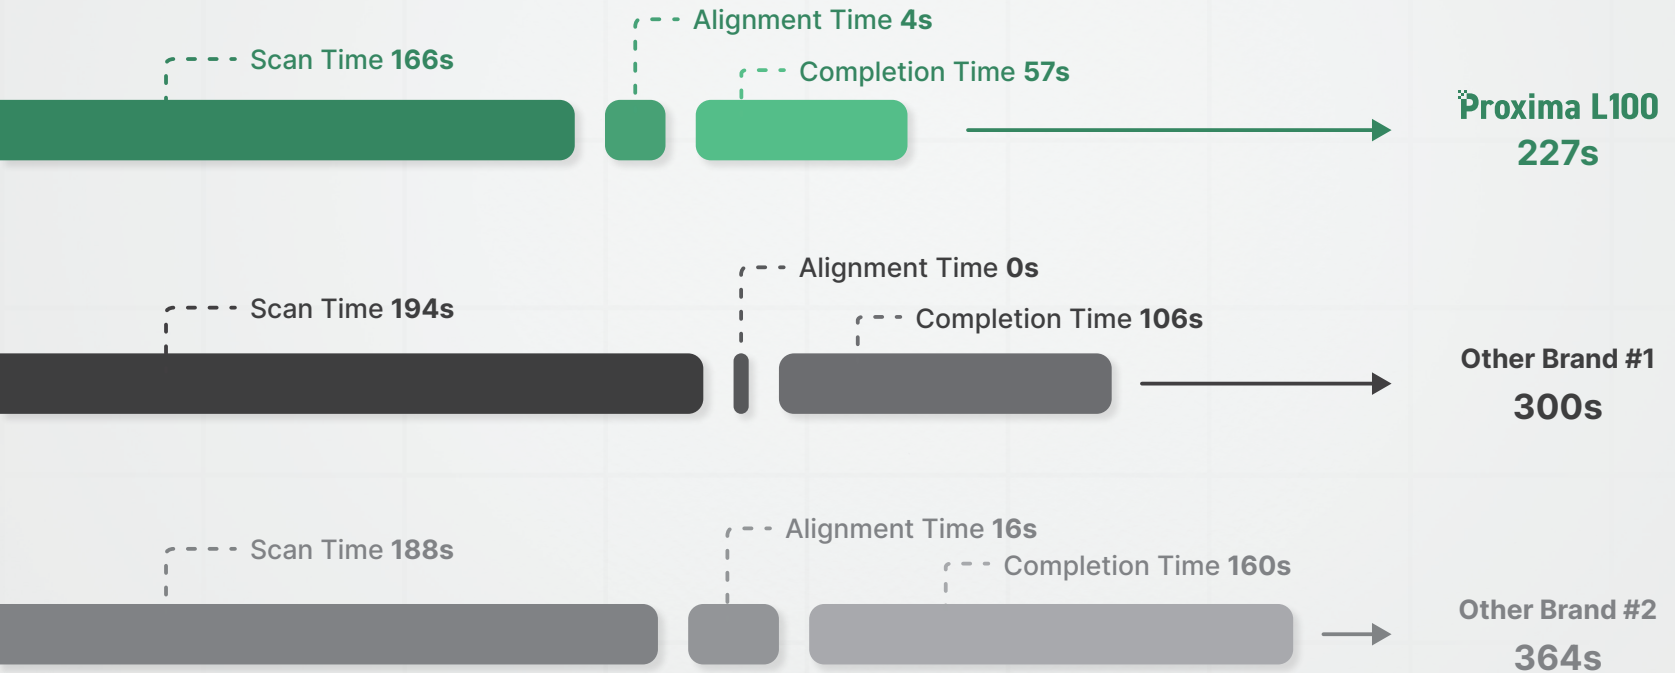 Alignment Time 4s
Scan Time 166s
Completion Time 57s
Proxima L100
227s
Alignment Time 0s
Scan Time 194s
Completion Time 106s
Other Brand #1
300s
Alignment Time 16s
Scan Time 188s
Completion Time 160s
Other Brand #2
364s